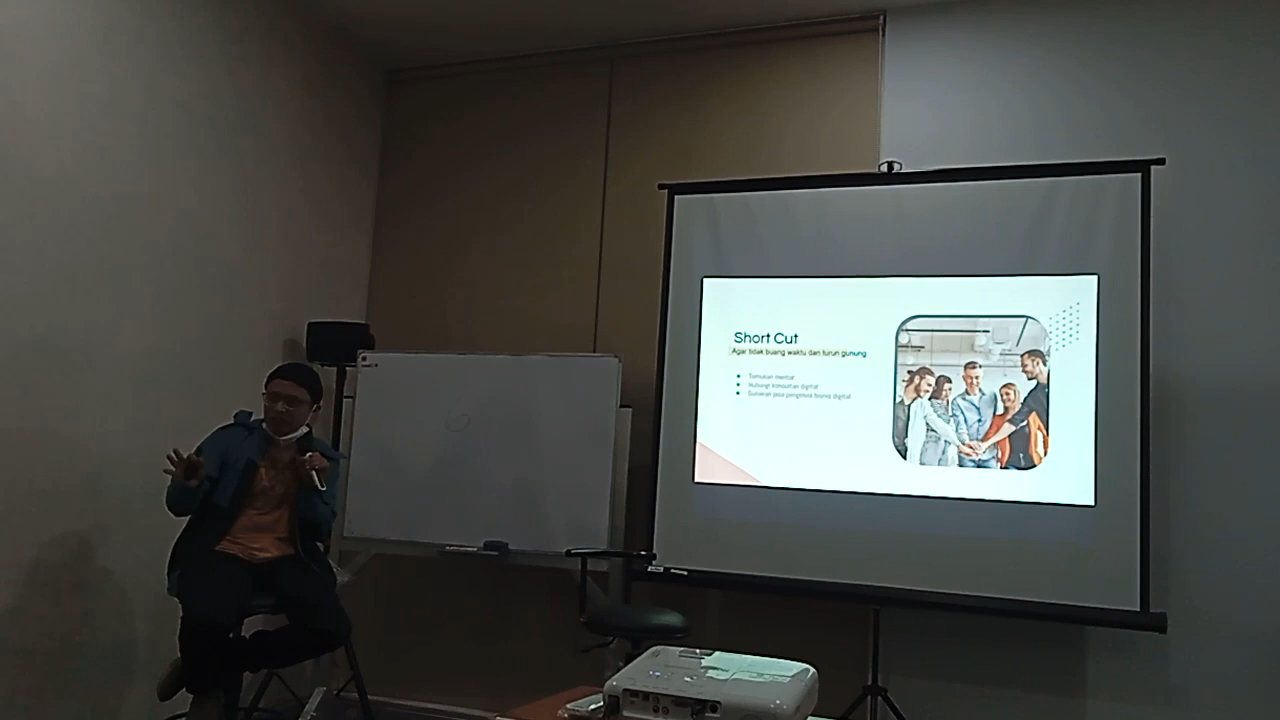 Short Cut
Agar tidak buang waktu dan turun gunung
Temukan mentor
Hubungi konsultan digital
Gunakan jasa pengelola bisnis digital